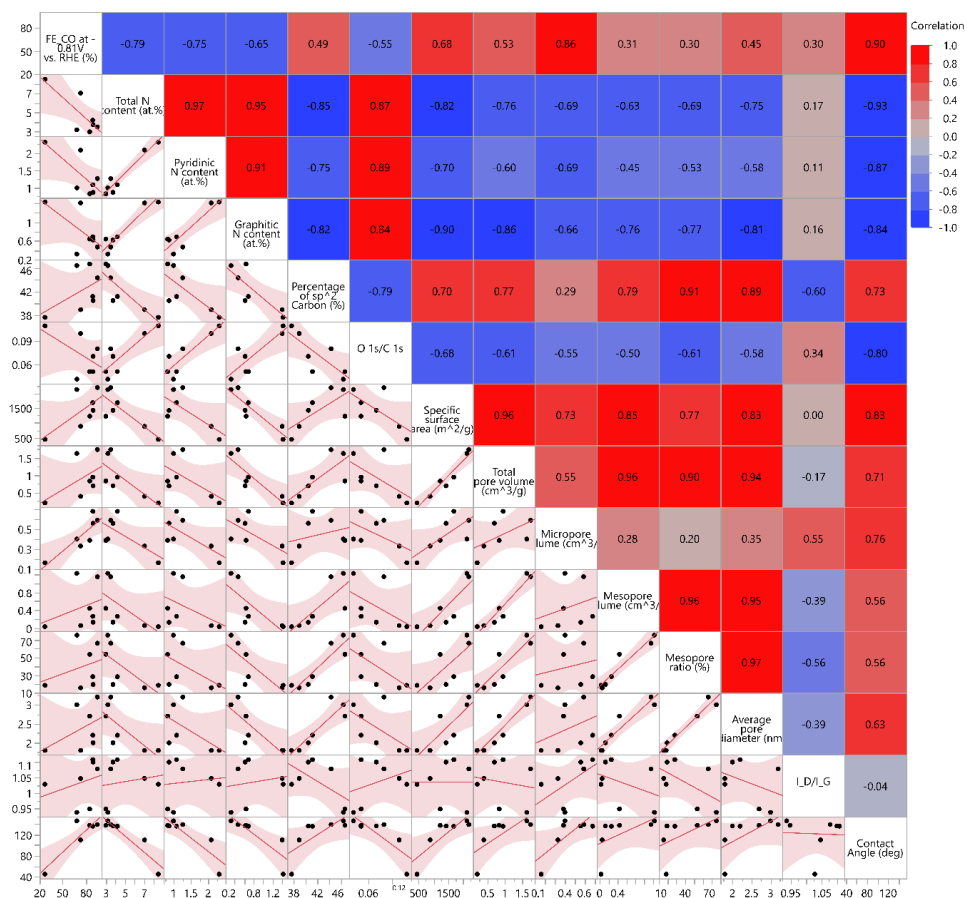 Correlation
1.0
0.8
0.6
0.4
0.2
0.0
-0.2
-0.4
-0.6
-0.8
-1.0
80
50
FE_CO at -
0.81V
vs. RHE (%)
-0.79 -0.75 -0.65 0.49 -0.55 0.68 0.53 0.86 0.31 0.30 0.45 0.30 0.90
20
7
5
3
Total N
content (at.%)
0.97 0.95 -0.85 0.87 -0.82 -0.76 -0.69 -0.63 -0.69 -0.75 0.17 -0.93
2
1.5
1
Pyridinic
N content
(at.%)
0.91 -0.75 0.89 -0.70 -0.60 -0.69 -0.45 -0.53 -0.58 0.11 -0.87
1
0.6
0.2
Graphitic
N content
(at.%)
-0.82 0.84 -0.90 -0.86 -0.66 -0.76 -0.77 -0.81 0.16 -0.84
46
42
38
Percentage
of sp^2
Carbon (%)
-0.79 0.70 0.77 0.29 0.79 0.91 0.89 -0.60 0.73
0.09
0.06
O 1s/C 1s
-0.68 -0.61 -0.55 -0.50 -0.61 -0.58 0.34 -0.80
1500
500
Specific
surface
area (m^2/g)
0.96 0.73 0.85 0.77 0.83 0.00 0.83
1.5
1
0.5
Total
pore volume
(cm^3/g)
0.55 0.96 0.90 0.94 -0.17 0.71
0.5
0.3
0.1
Micropore
lume (cm^3/
0.28 0.20 0.35 0.55 0.76
0.8
0.4
0
Mesopore
lume (cm^3/
0.96 0.95 -0.39 0.56
70
50
30
10
Mesopore
ratio (%)
0.97 -0.56 0.56
3
2.5
2
Average
pore
diameter (nm
-0.39 0.63
1.1
1.05
1
0.95
I_D/I_G
-0.04
120
80
40
Contact
Angle (deg)
20 50 80 3 5 7 1 1.5 2 0.2 0.6 0.8 1.2 38 42 46 0.06 0.12 500 1500 0.5 1 1.5 0.1 0.4 0.6 0 0.4 10 40 70 2 2.5 3 0.95 1.05 40 80 120